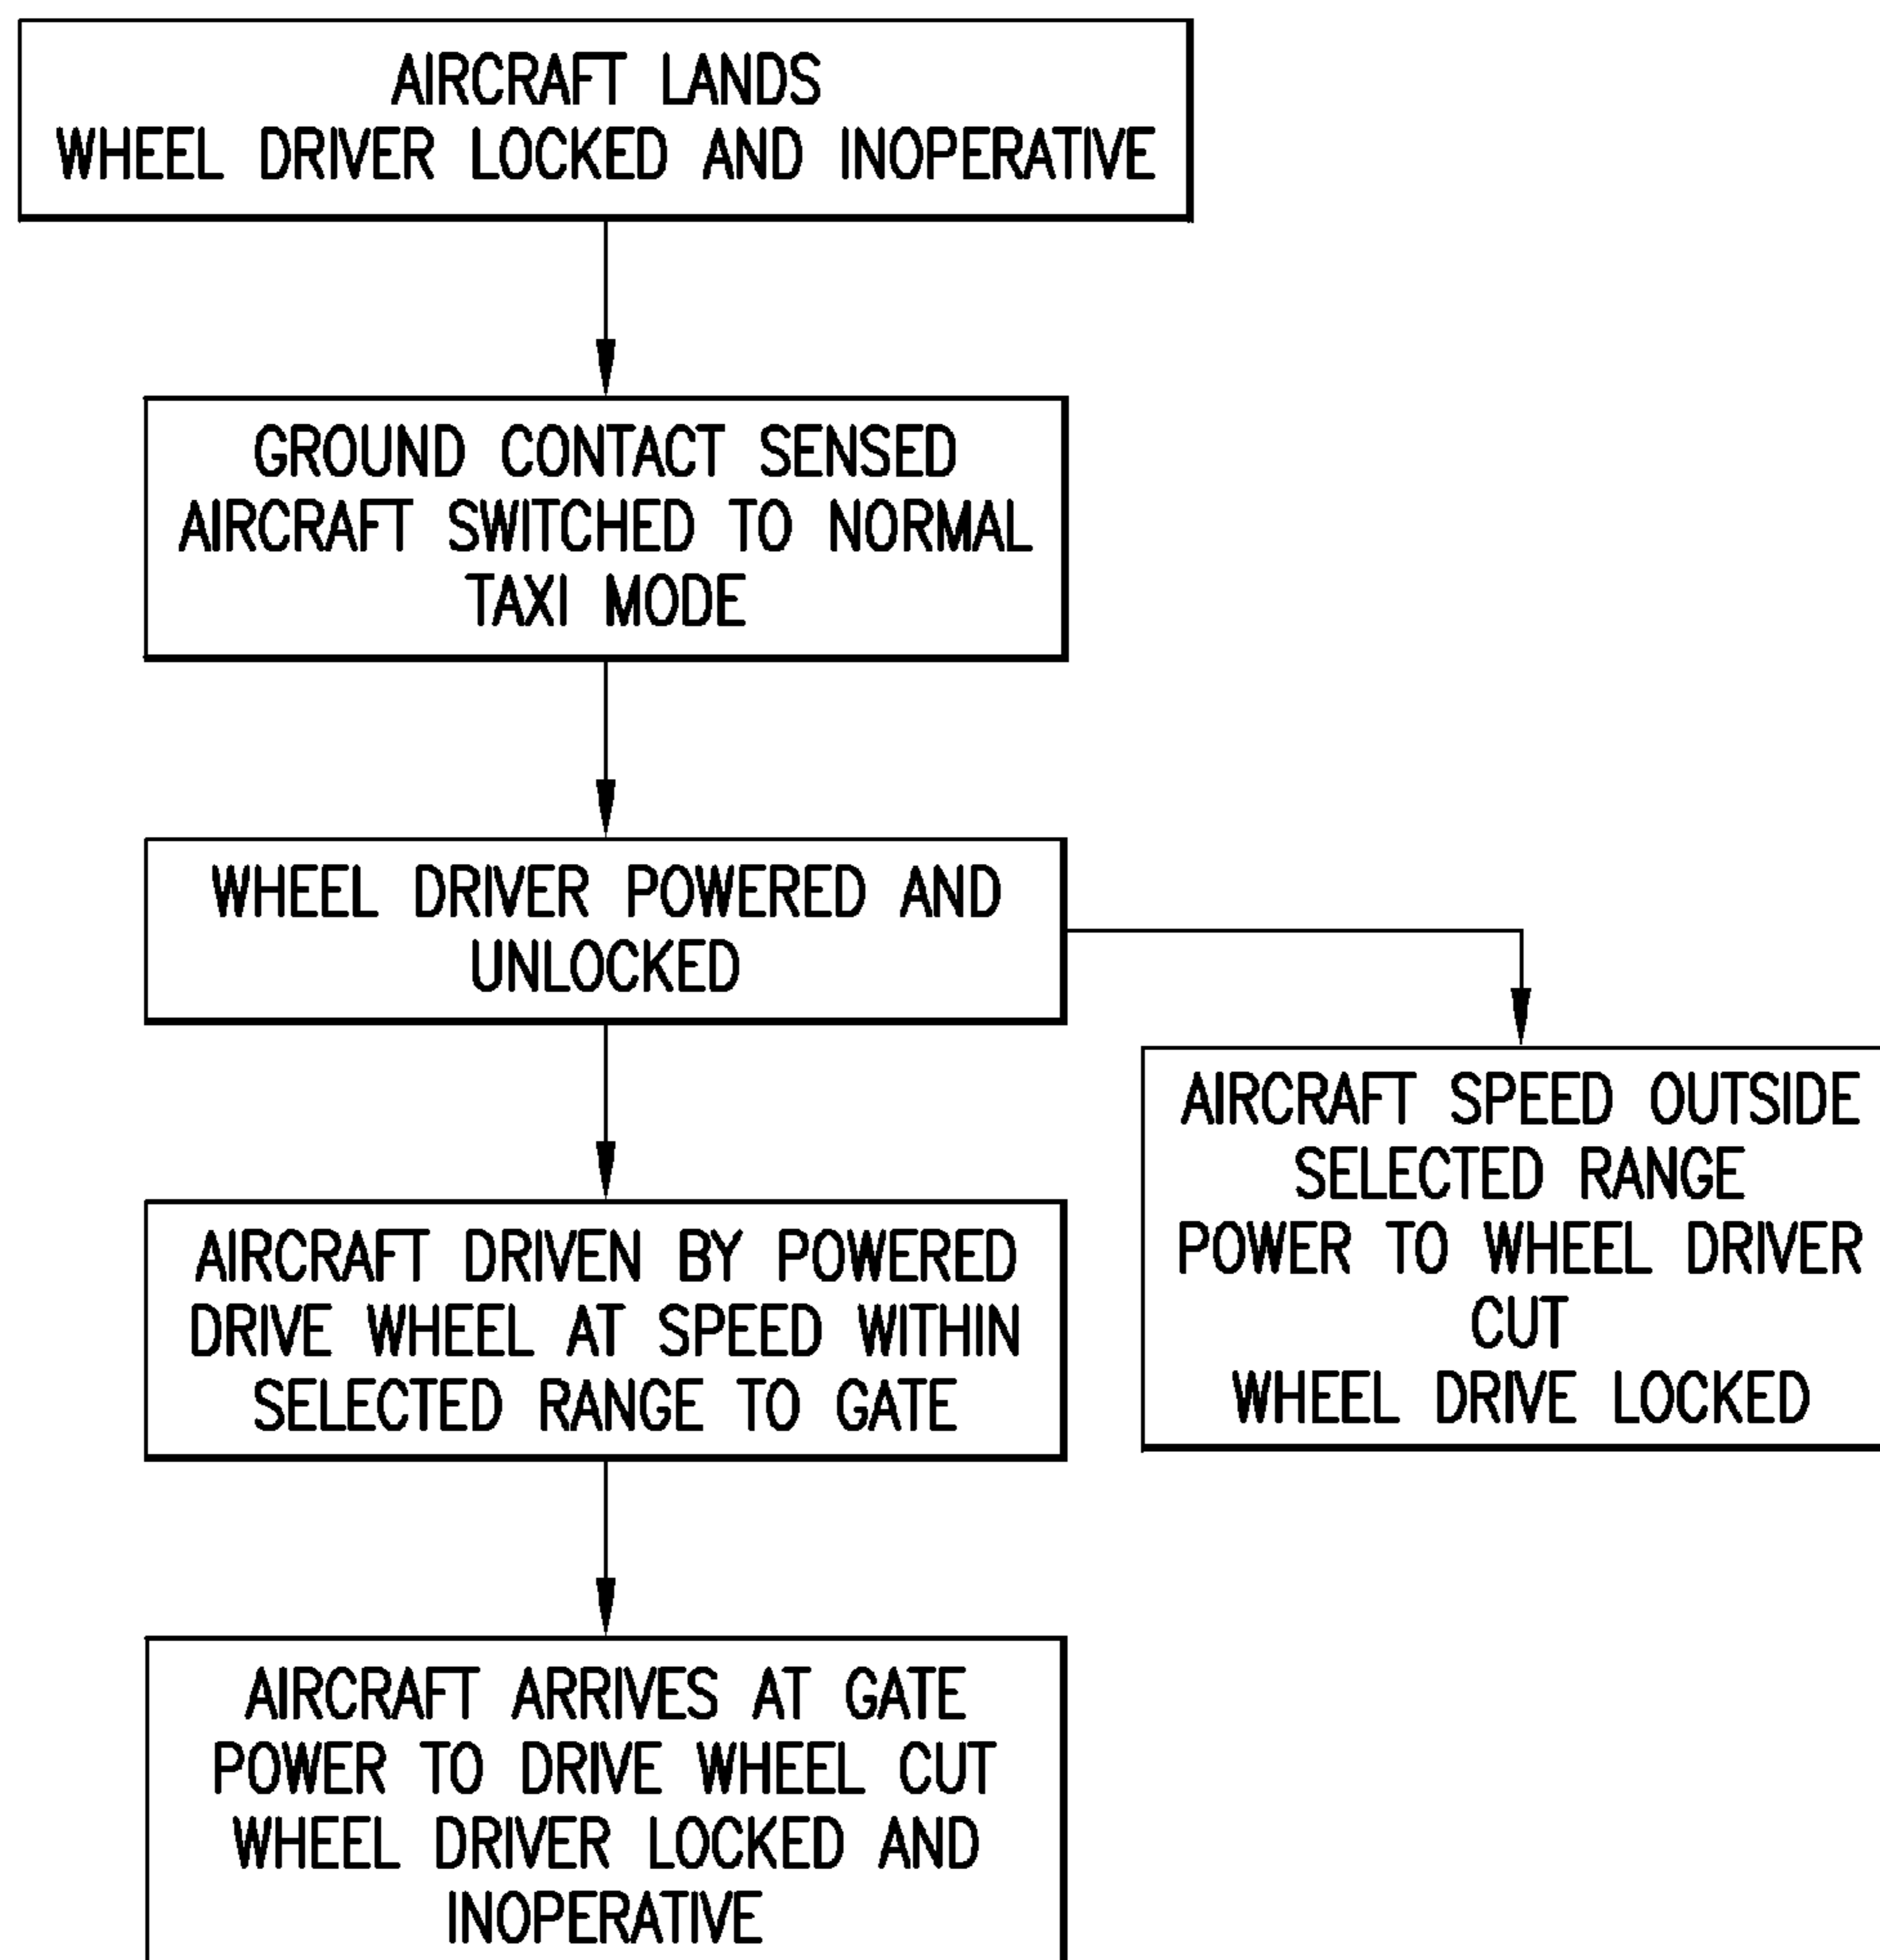 AIRCRAFT LANDS
WHEEL DRIVER LOCKED AND INOPERATIVE
GROUND CONTACT SENSED
AIRCRAFT SWITCHED TO NORMAL
TAXI MODE
WHEEL DRIVER POWERED AND
UNLOCKED
AIRCRAFT SPEED OUTSIDE
SELECTED RANGE
POWER TO WHEEL DRIVER
CUT
WHEEL DRIVE LOCKED
AIRCRAFT DRIVEN BY POWERED
DRIVE WHEEL AT SPEED WITHIN
SELECTED RANGE TO GATE
AIRCRAFT ARRIVES AT GATE
POWER TO DRIVE WHEEL CUT
WHEEL DRIVER LOCKED AND
INOPERATIVE